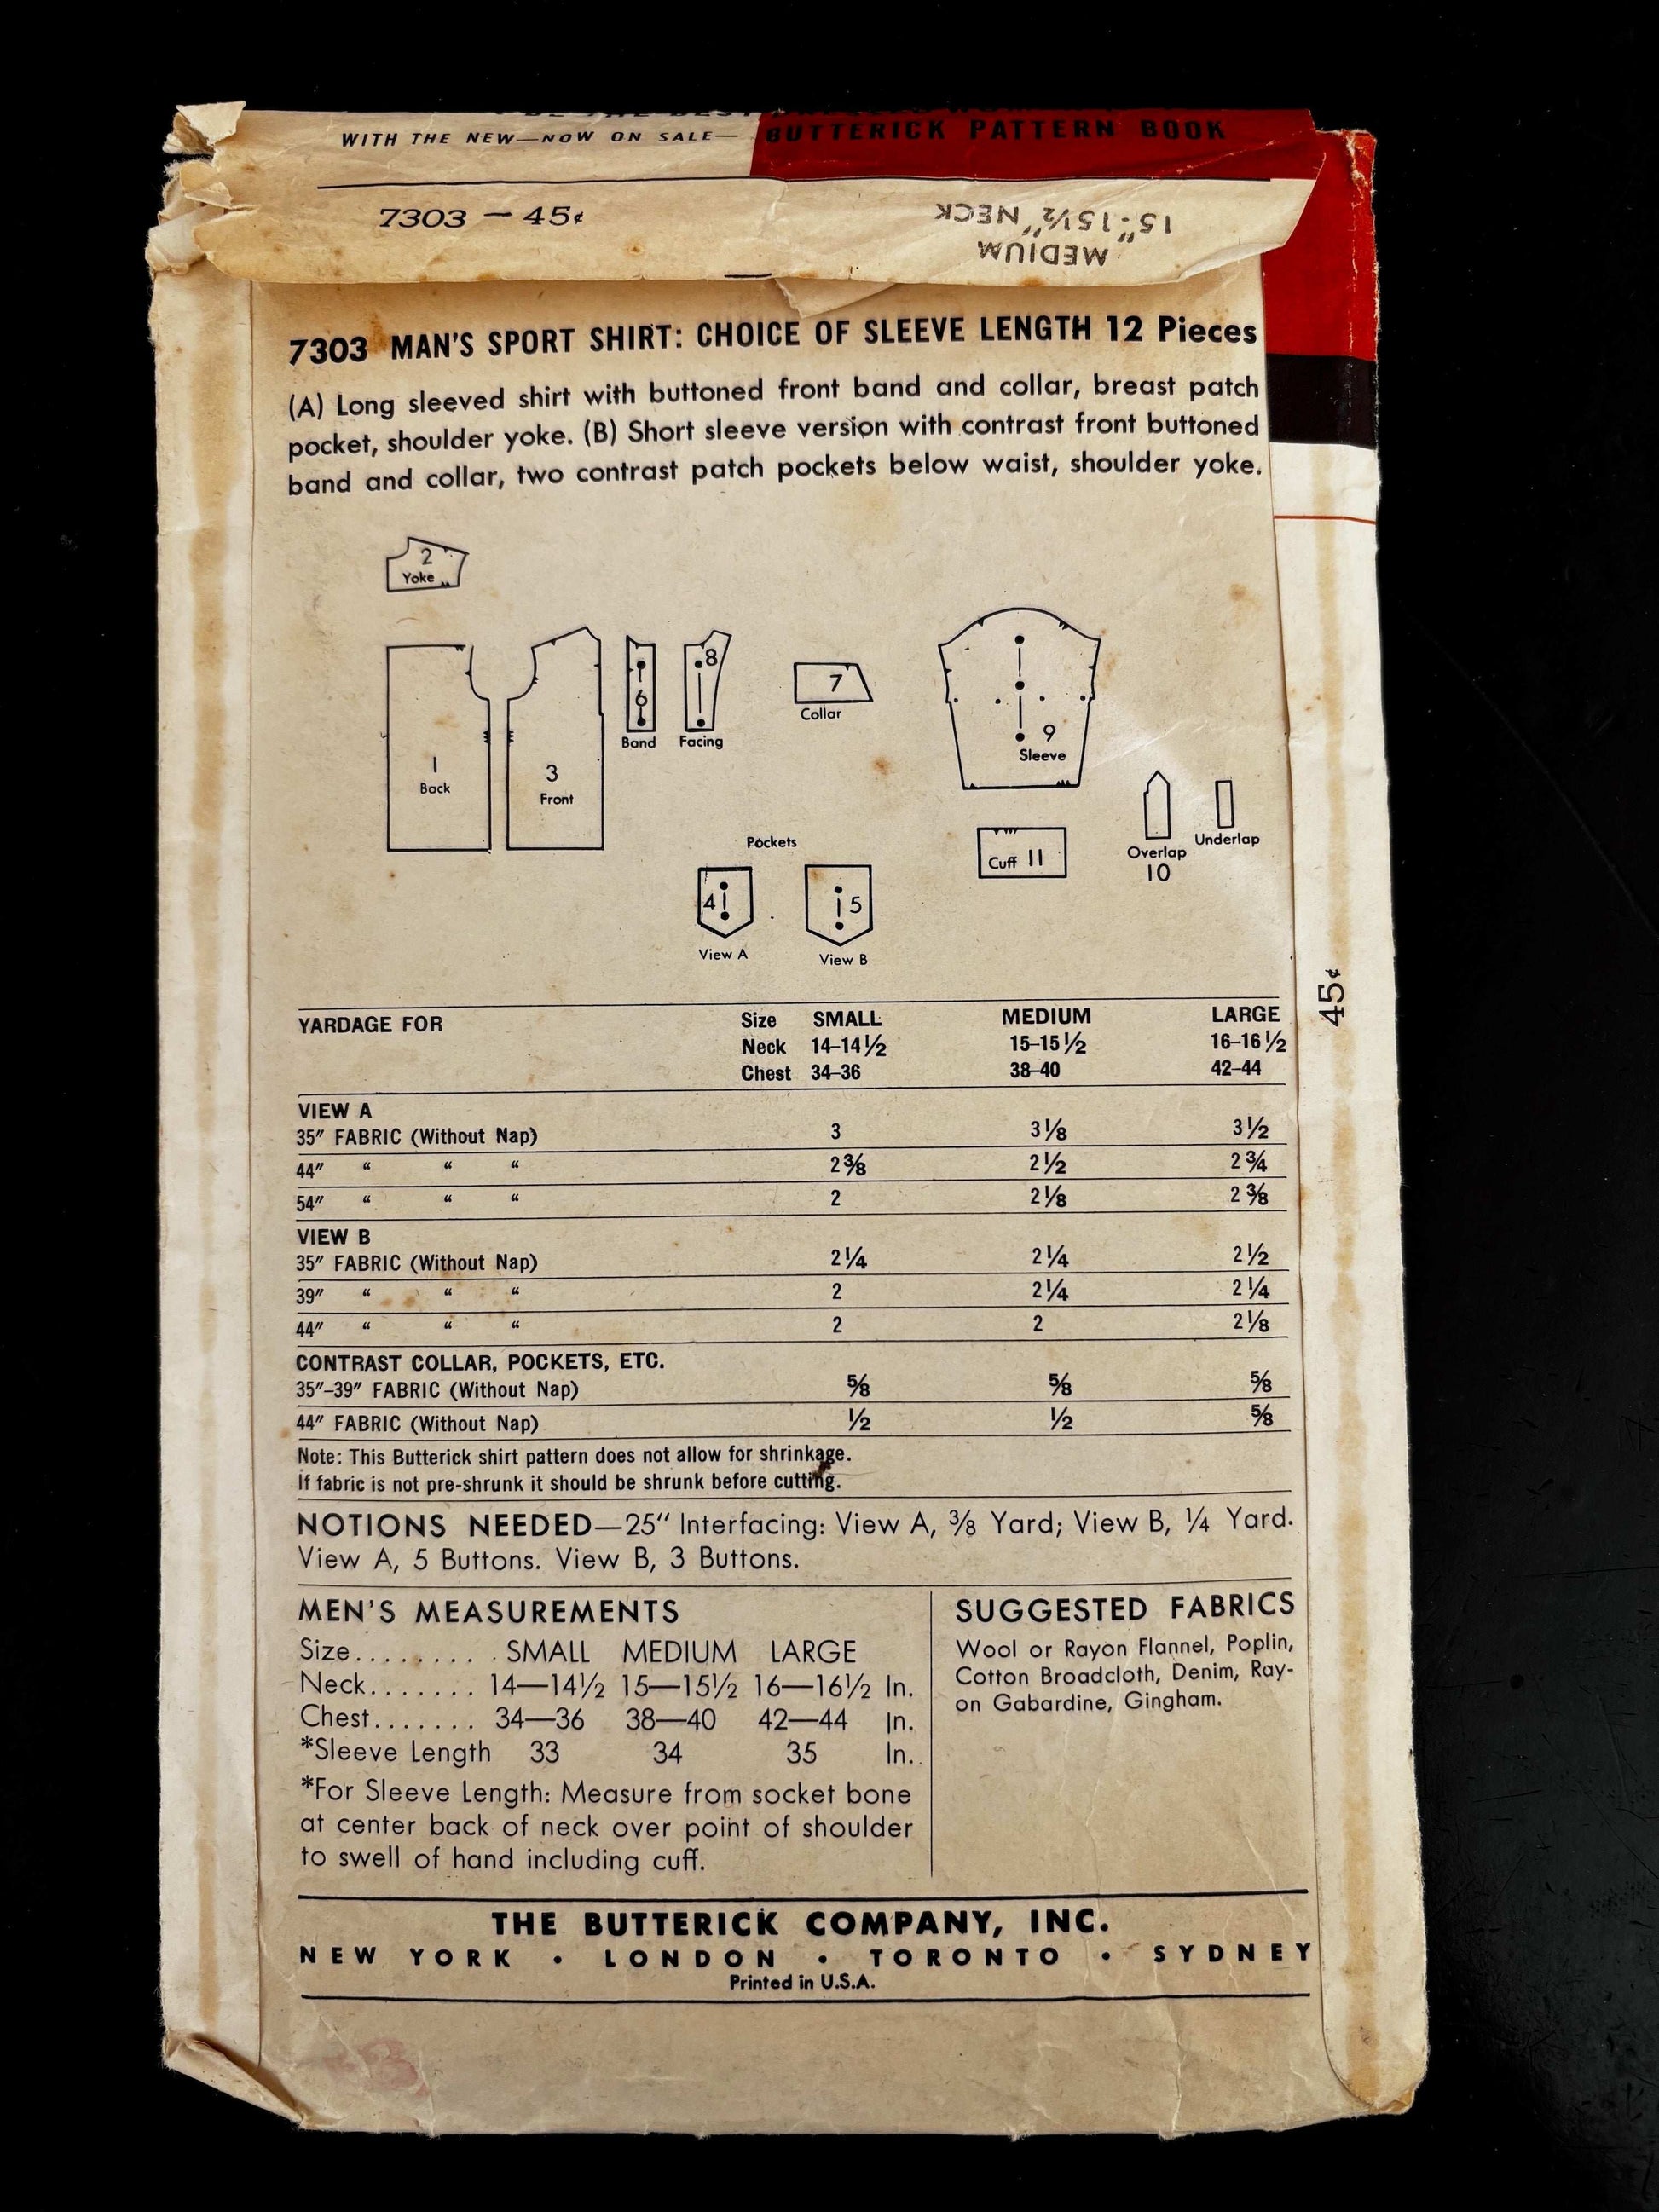 WITH THE NEW—NOW ON SALE— BUTTERICK PATTERN BOOK
7303 — 45¢
MEDIUM
15"-15½" NECK
7303 MAN'S SPORT SHIRT: CHOICE OF SLEEVE LENGTH 12 Pieces
(A) Long sleeved shirt with buttoned front band and collar, breast patch
pocket, shoulder yoke. (B) Short sleeve version with contrast front buttoned
band and collar, two contrast patch pockets below waist, shoulder yoke.
2
Yoke
1
Back
3
Front
6
Band
8
Facing
7
Collar
9
Sleeve
Cuff 11
Overlap
10
Underlap
Pockets
4
View A
5
View B
45¢
YARDAGE FOR Size SMALL MEDIUM LARGE
Neck 14–14½ 15–15½ 16–16½
Chest 34–36 38–40 42–44
VIEW A
35" FABRIC (Without Nap) 3 3⅛ 3½
44" " " " 2⅜ 2½ 2¾
54" " " " 2 2⅛ 2⅜
VIEW B
35" FABRIC (Without Nap) 2¼ 2¼ 2½
39" " " " 2 2¼ 2¼
44" " " " 2 2 2⅛
CONTRAST COLLAR, POCKETS, ETC.
35"–39" FABRIC (Without Nap) ⅝ ⅝ ⅝
44" FABRIC (Without Nap) ½ ½ ⅝
Note: This Butterick shirt pattern does not allow for shrinkage.
If fabric is not pre-shrunk it should be shrunk before cutting.
NOTIONS NEEDED—25" Interfacing: View A, ⅜ Yard; View B, ¼ Yard.
View A, 5 Buttons. View B, 3 Buttons.
MEN'S MEASUREMENTS
Size......... SMALL MEDIUM LARGE
Neck....... 14—14½ 15—15½ 16—16½ In.
Chest....... 34—36 38—40 42—44 In.
*Sleeve Length 33 34 35 In.
*For Sleeve Length: Measure from socket bone
at center back of neck over point of shoulder
to swell of hand including cuff.
SUGGESTED FABRICS
Wool or Rayon Flannel, Poplin,
Cotton Broadcloth, Denim, Ray-
on Gabardine, Gingham.
THE BUTTERICK COMPANY, INC.
NEW YORK • LONDON • TORONTO • SYDNEY
Printed in U.S.A.